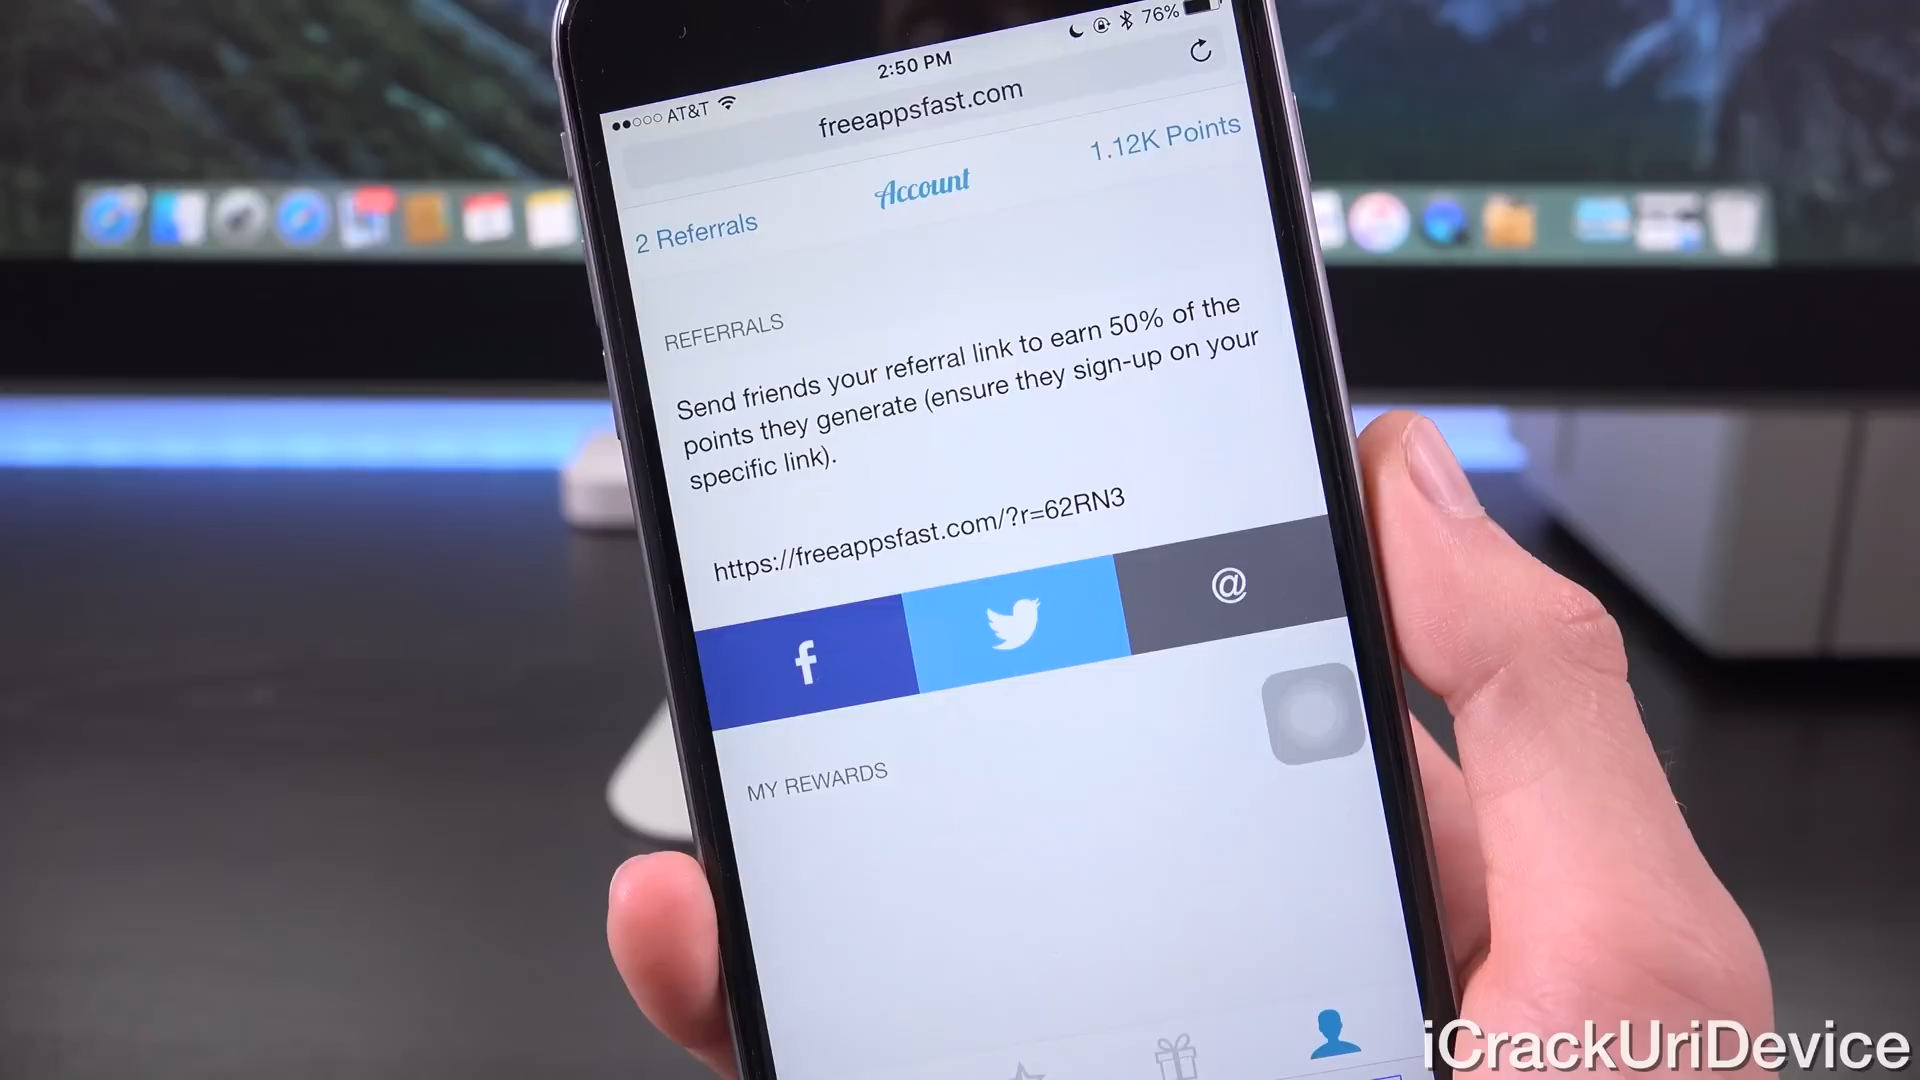 2:50 PM
76%
AT&T
freeappsfast.com
1.12K Points
Account
2 Referrals
REFERRALS
Send friends your referral link to earn 50% of the
points they generate (ensure they sign-up on your
specific link).
https://freeappsfast.com/?r=62RN3
f
@
MY REWARDS
iCrackUriDevice